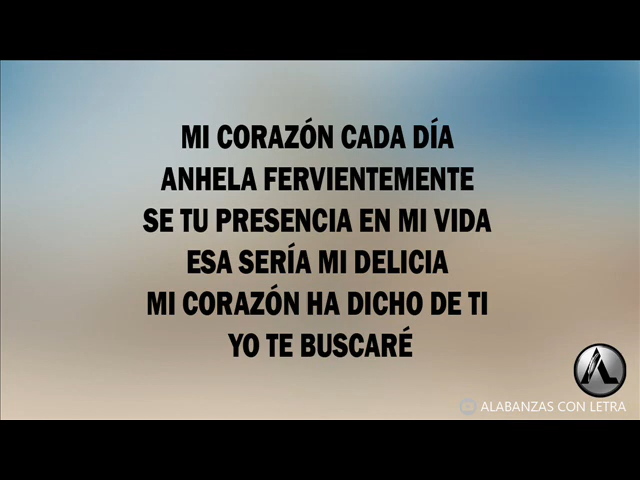 MI CORAZÓN CADA DÍA
ANHELA FERVIENTEMENTE
SE TU PRESENCIA EN MI VIDA
ESA SERÍA MI DELICIA
MI CORAZÓN HA DICHO DE TI
YO TE BUSCARÉ
ALABANZAS CON LETRA